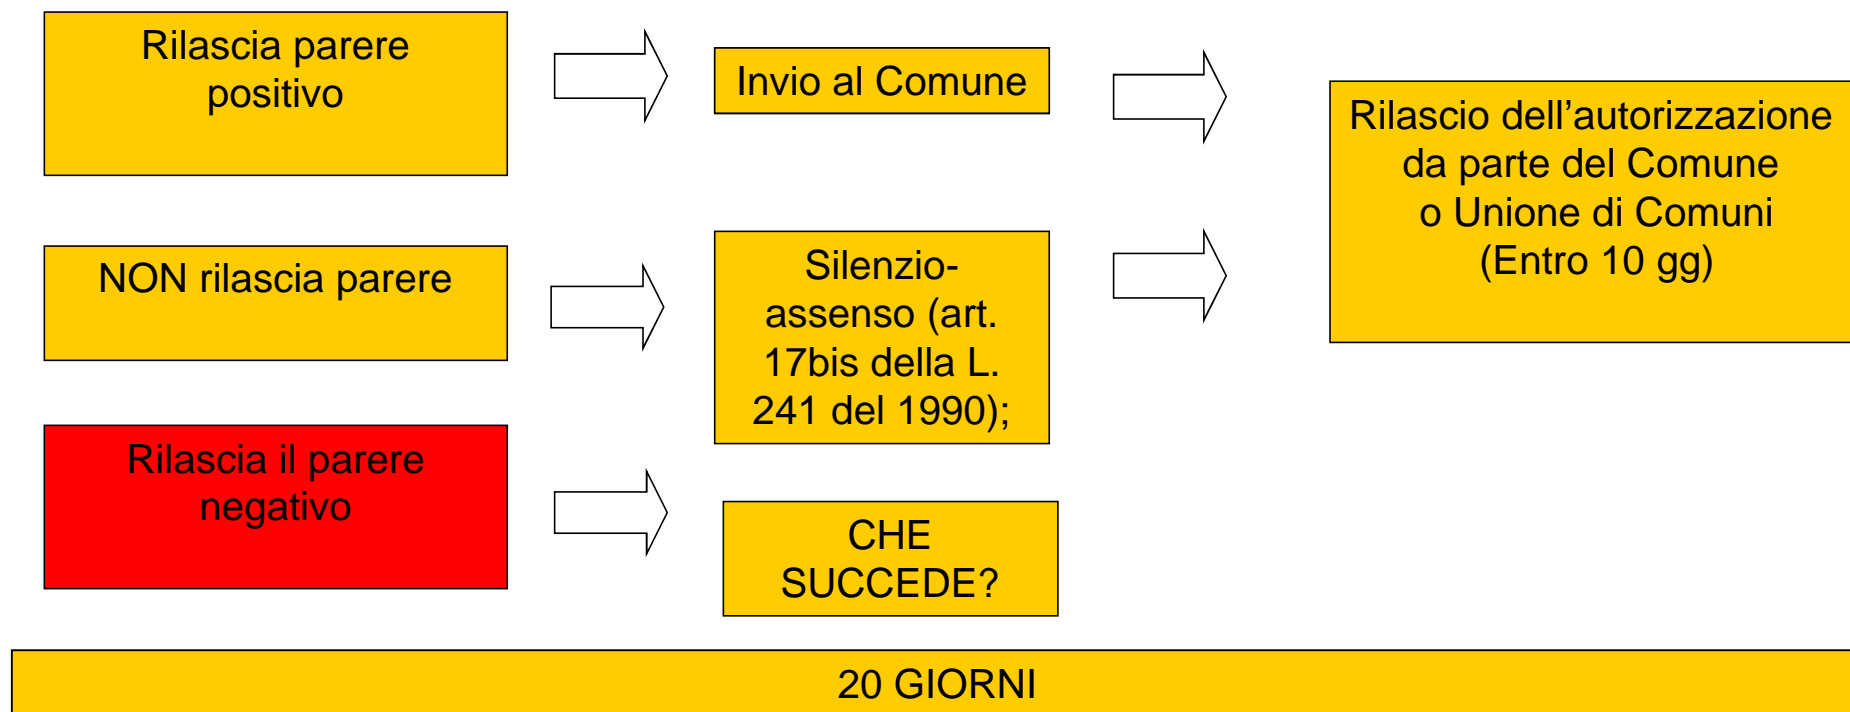 Rilascia parere
positivo
Invio al Comune
Rilascio dell’autorizzazione
da parte del Comune
o Unione di Comuni
(Entro 10 gg)
NON rilascia parere
Silenzio-
assenso (art.
17bis della L.
241 del 1990);
Rilascia il parere
negativo
CHE
SUCCEDE?
20 GIORNI